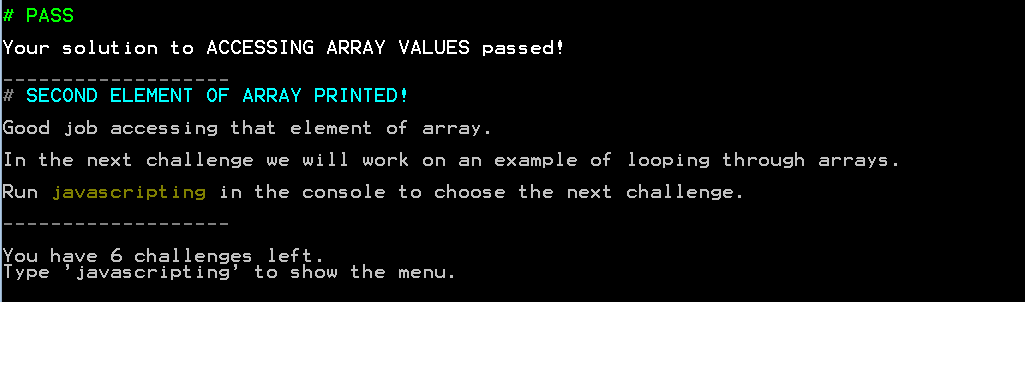 # PASS
Your solution to ACCESSING ARRAY VALUES passed!
-------------------
# SECOND ELEMENT OF ARRAY PRINTED!
Good job accessing that element of array.
In the next challenge we will work on an example of looping through arrays.
Run javascripting in the console to choose the next challenge.
-------------------
You have 6 challenges left.
Type 'javascripting' to show the menu.